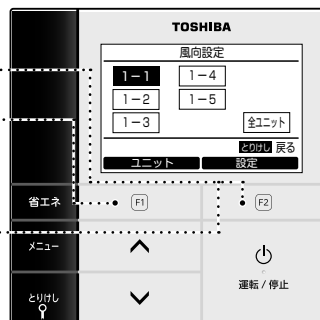 TOSHIBA
風向設定
1－1 1－4
1－2 1－5
1－3 全ユニット
とりけし 戻る
ユニット 設定
省エネ F1 F2
メニュー
運転 / 停止
とりけし